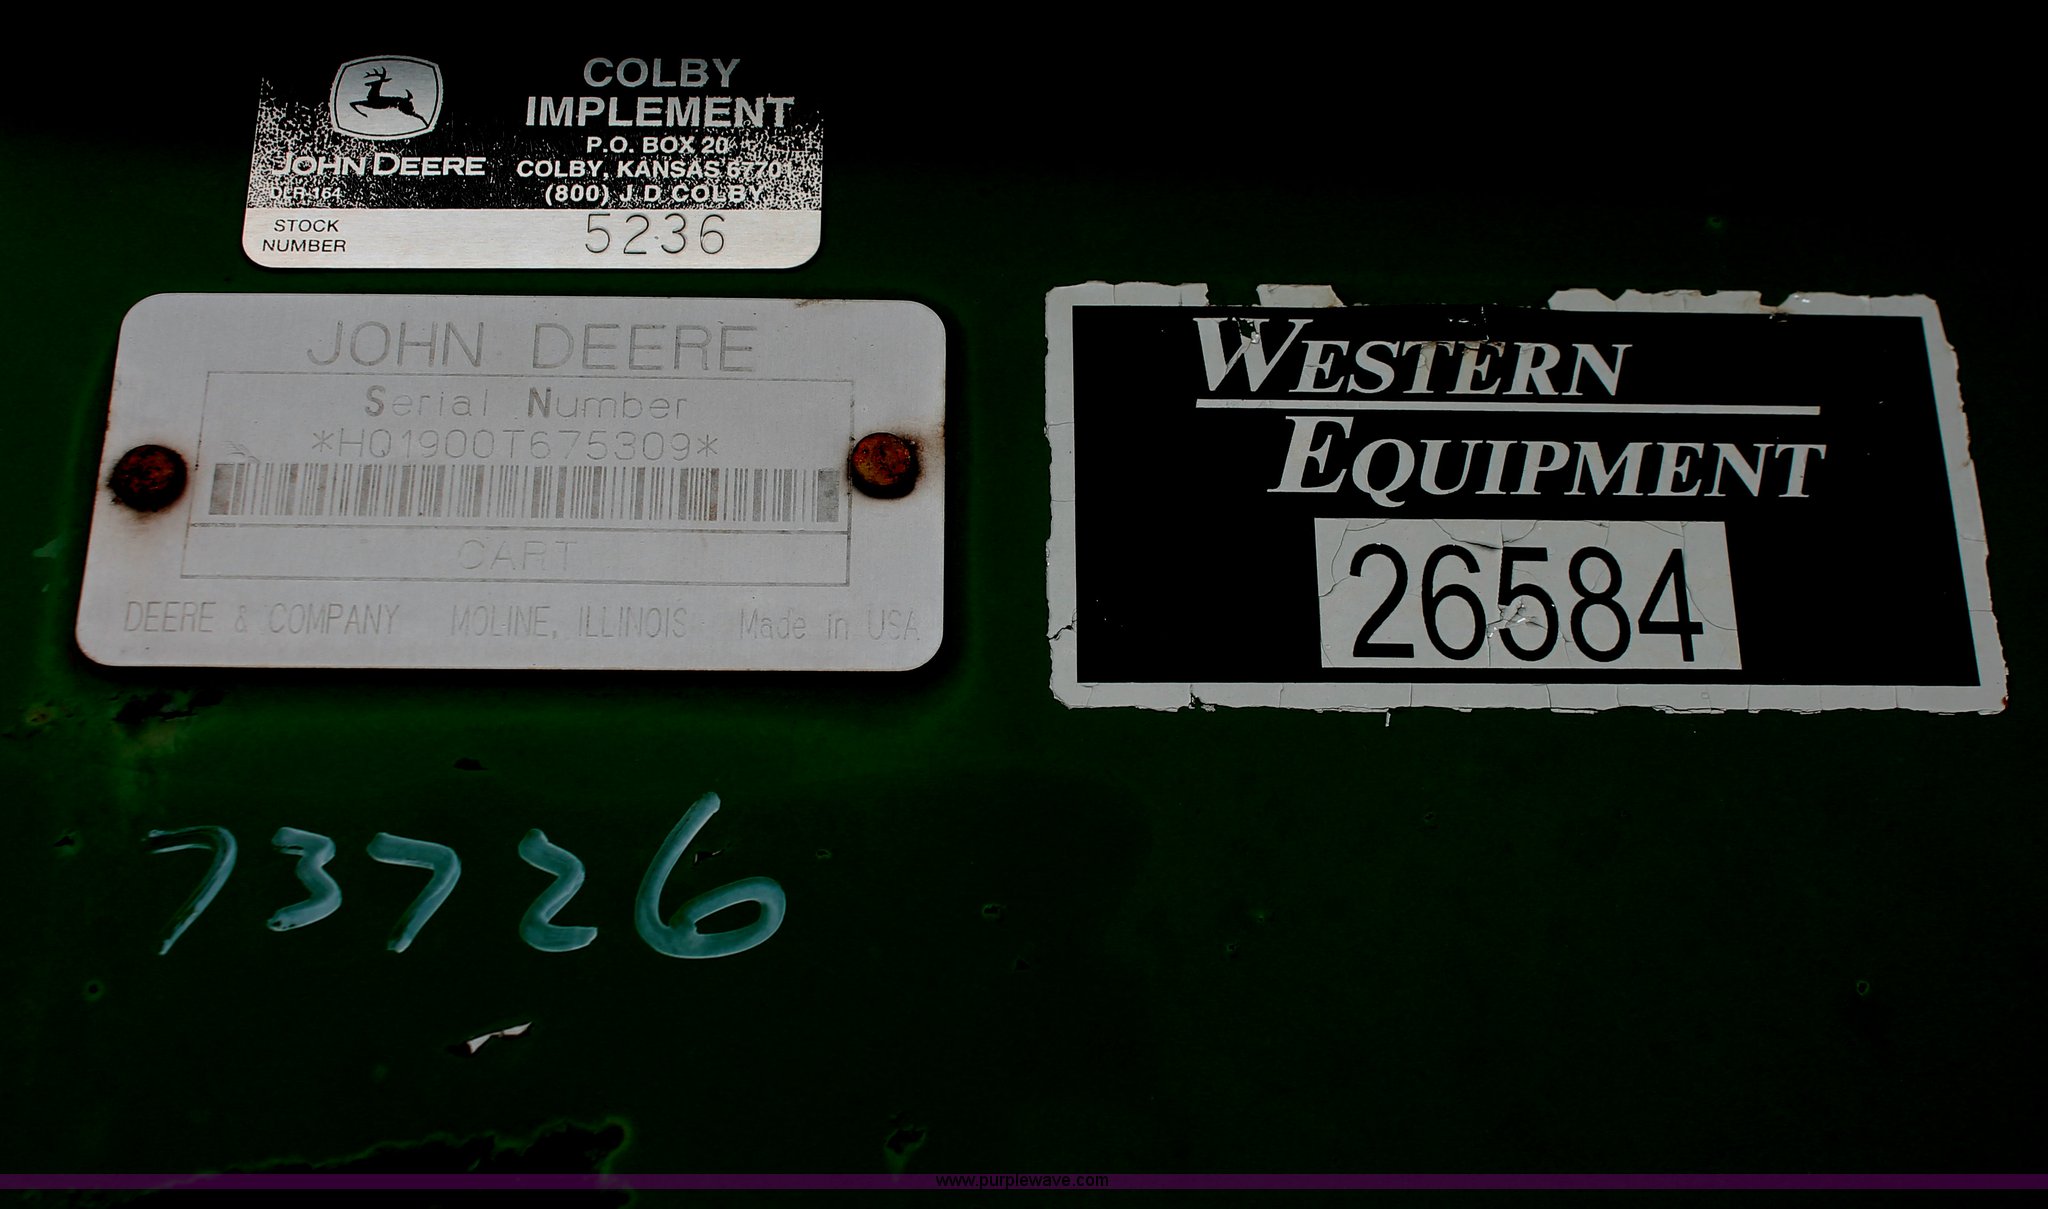 COLBY
IMPLEMENT
P.O. BOX 20
COLBY, KANSAS 67701
(800) J D COLBY
JOHN DEERE
DLR-164
STOCK
NUMBER
5236
JOHN DEERE
Serial Number
*HQ1900T675309*
CART
DEERE & COMPANY MOLINE, ILLINOIS Made in USA
WESTERN
EQUIPMENT
26584
73726
www.purplewave.com